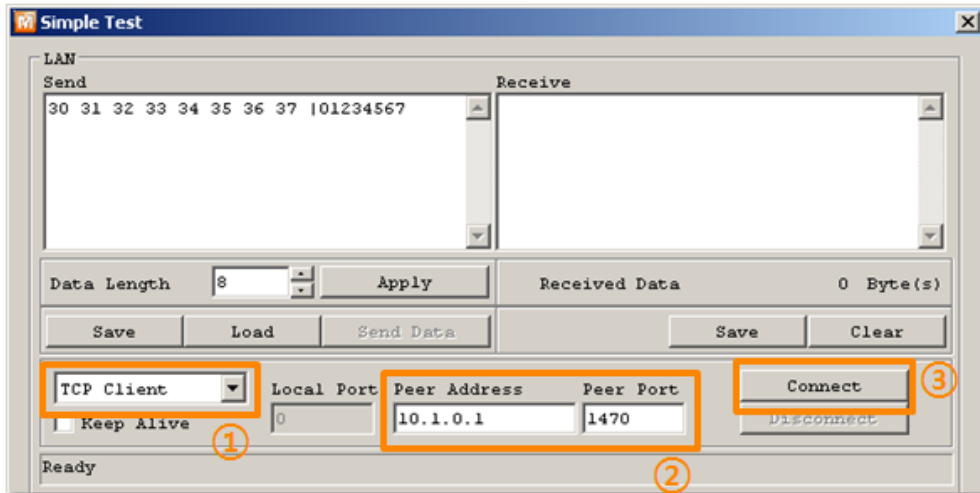 Simple Test
LAN
Send
Receive
30 31 32 33 34 35 36 37 |01234567
Data Length
8
Apply
Received Data
0 Byte(s)
Save
Load
Send Data
Save
Clear
TCP Client
Local Port
Peer Address
Peer Port
Connect
③
Keep Alive
0
10.1.0.1
1470
Disconnect
①
②
Ready